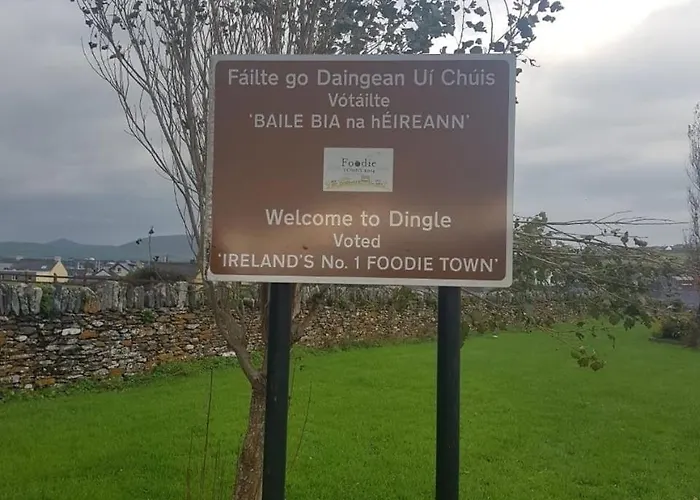 Fáilte go Daingean Uí Chúis
Vótáilte
'BAILE BIA na hÉIREANN'
Foodie
Welcome to Dingle
Voted
'IRELAND'S No. 1 FOODIE TOWN'